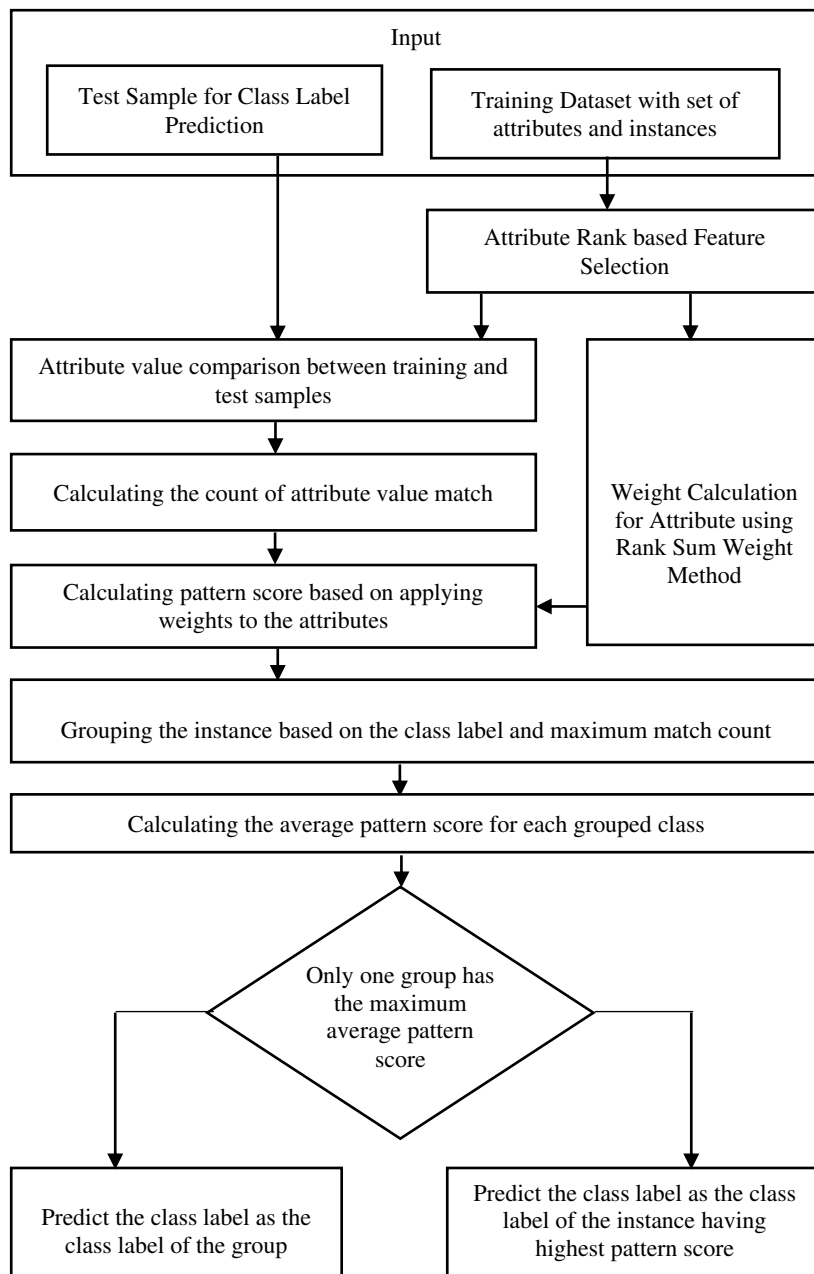 Input
Test Sample for Class Label
Prediction
Training Dataset with set of
attributes and instances
Attribute Rank based Feature
Selection
Attribute value comparison between training and
test samples
Calculating the count of attribute value match
Weight Calculation
for Attribute using
Rank Sum Weight
Method
Calculating pattern score based on applying
weights to the attributes
Grouping the instance based on the class label and maximum match count
Calculating the average pattern score for each grouped class
Only one group has
the maximum
average pattern
score
Predict the class label as the
class label of the group
Predict the class label as the class
label of the instance having
highest pattern score